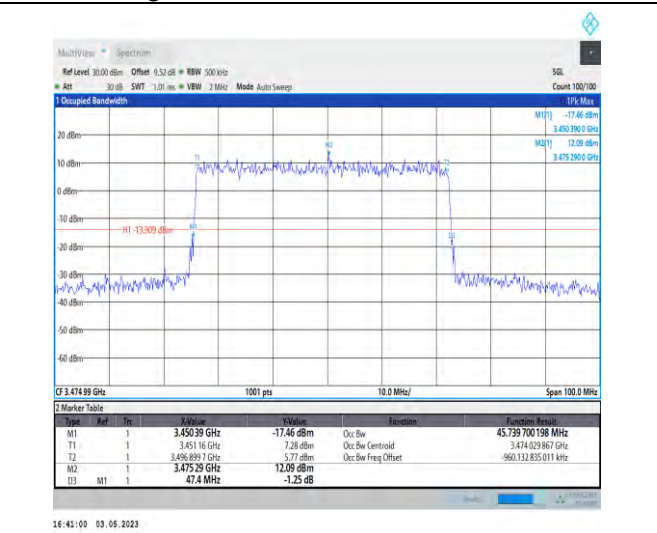 MultiView Spectrum
Ref Level 30.00 dBm Offset 9.52 dB RBW 500 kHz SGL
Att 30 dB SWT 1.01 ms VBW 2 MHz Mode Auto Sweep Count 100/100
1 Occupied Bandwidth 1Pk Max
M1[1] -17.46 dBm
3.450 390 0 GHz
M2[1] 12.09 dBm
3.475 290 0 GHz
20 dBm
10 dBm
0 dBm
-10 dBm
H1 -13.909 dBm
-20 dBm
-30 dBm
-40 dBm
-50 dBm
-60 dBm
T1
M2
T2
M1
D3
CF 3.474 99 GHz 1001 pts 10.0 MHz/ Span 100.0 MHz
2 Marker Table
Type Ref Trc X-Value Y-Value Function Function Result
M1 1 3.45039 GHz -17.46 dBm Occ Bw 45.739 700 198 MHz
T1 1 3.451 16 GHz 7.28 dBm Occ Bw Centroid 3.474 029 867 GHz
T2 1 3.496 899 7 GHz 5.77 dBm Occ Bw Freq Offset -960.132 835 011 kHz
M2 1 3.47529 GHz 12.09 dBm
D3 M1 1 47.4 MHz -1.25 dB
16:41:00 03.05.2023